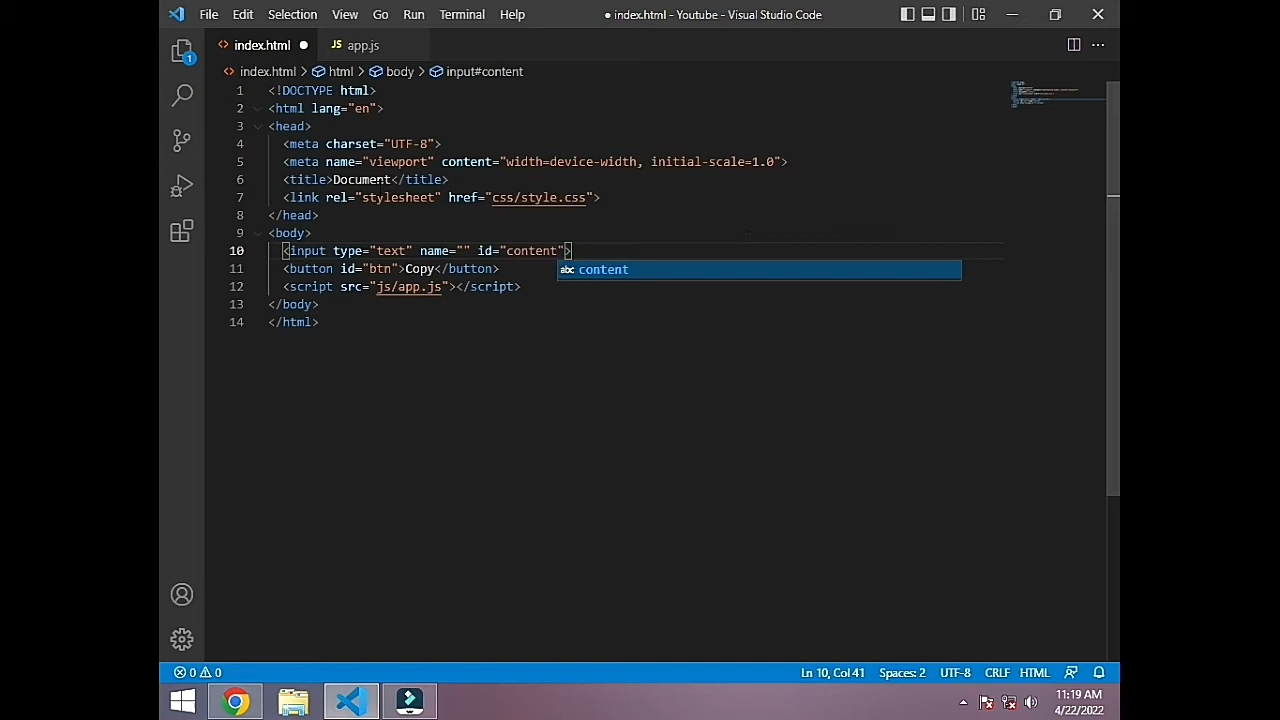 File Edit Selection View Go Run Terminal Help ● index.html - Youtube - Visual Studio Code
1
<> index.html ● JS app.js ···
<> index.html > html > body > input#content
1 <!DOCTYPE html>
2 <html lang="en">
3 <head>
4 <meta charset="UTF-8">
5 <meta name="viewport" content="width=device-width, initial-scale=1.0">
6 <title>Document</title>
7 <link rel="stylesheet" href="css/style.css">
8 </head>
9 <body>
10 <input type="text" name="" id="content">
11 <button id="btn">Copy</button>
abc content
12 <script src="js/app.js"></script>
13 </body>
14 </html>
0 0 Ln 10, Col 41 Spaces: 2 UTF-8 CRLF HTML
11:19 AM
4/22/2022